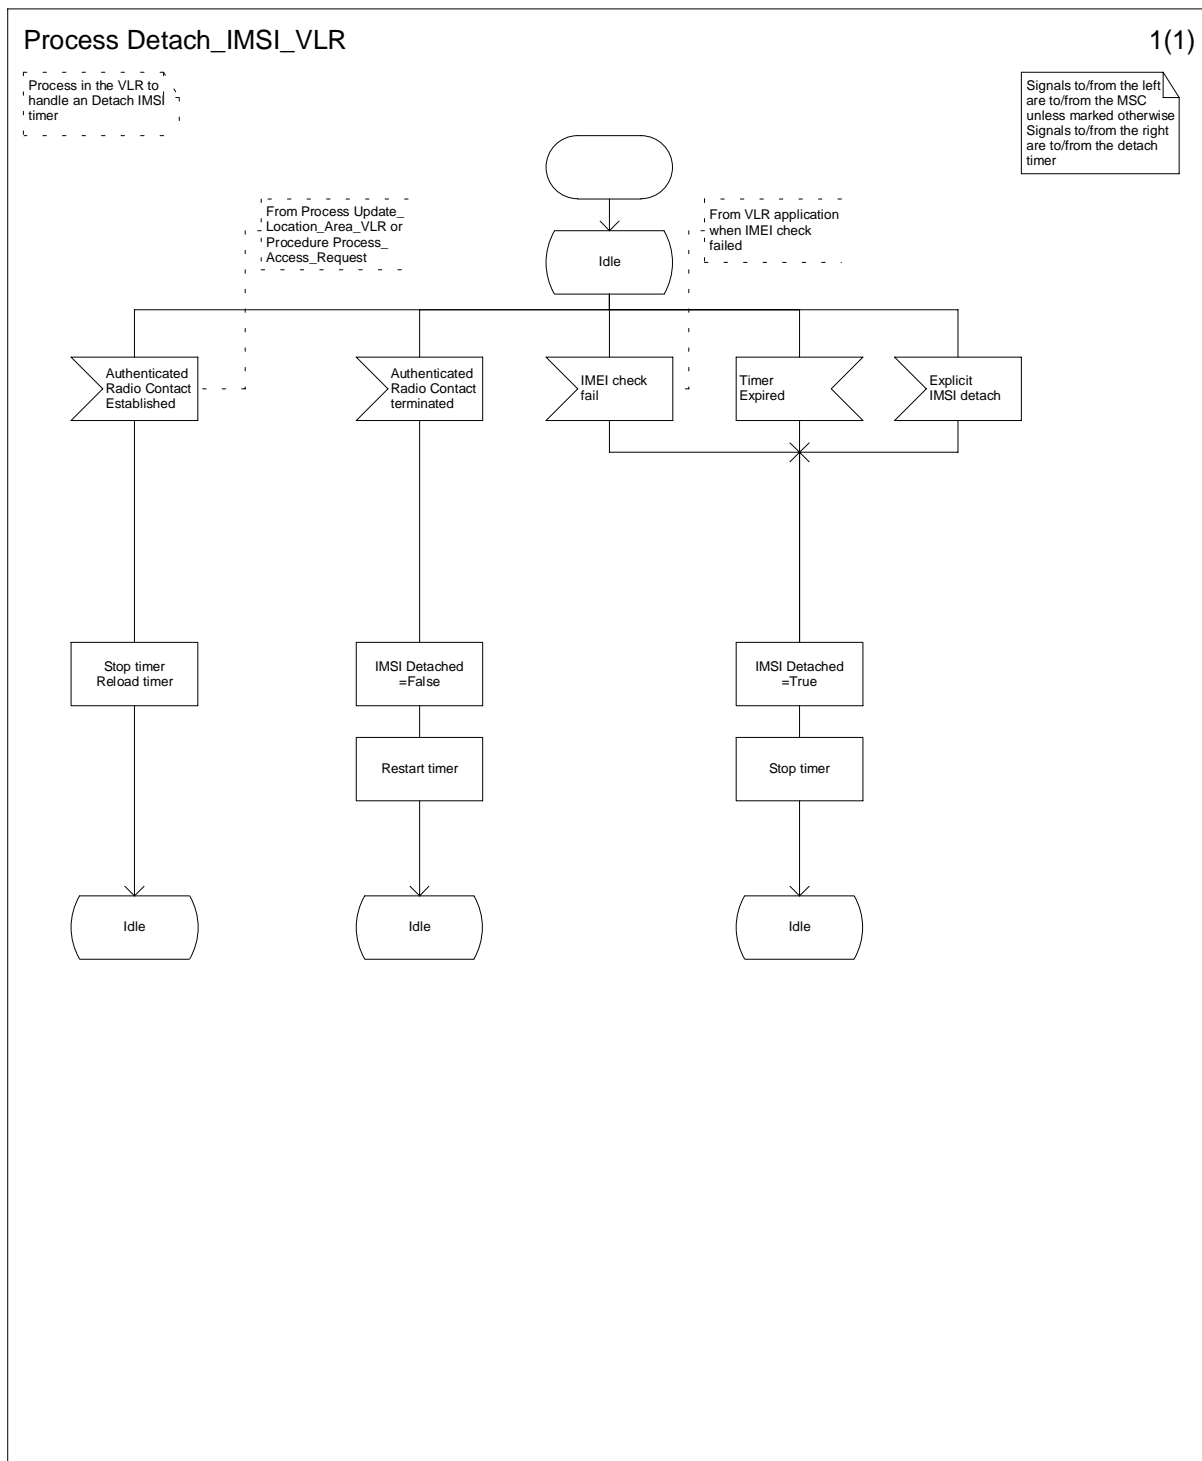 Process Detach_IMSI_VLR
1(1)
Process in the VLR to
handle an Detach IMSI
timer
Signals to/from the left
are to/from the MSC
unless marked otherwise
Signals to/from the right
are to/from the detach
timer
From Process Update_
Location_Area_VLR or
Procedure Process_
Access_Request
From VLR application
when IMEI check
failed
Idle
Authenticated
Radio Contact
Established
Authenticated
Radio Contact
terminated
IMEI check
fail
Timer
Expired
Explicit
IMSI detach
Stop timer
Reload timer
IMSI Detached
=False
IMSI Detached
=True
Restart timer
Stop timer
Idle
Idle
Idle